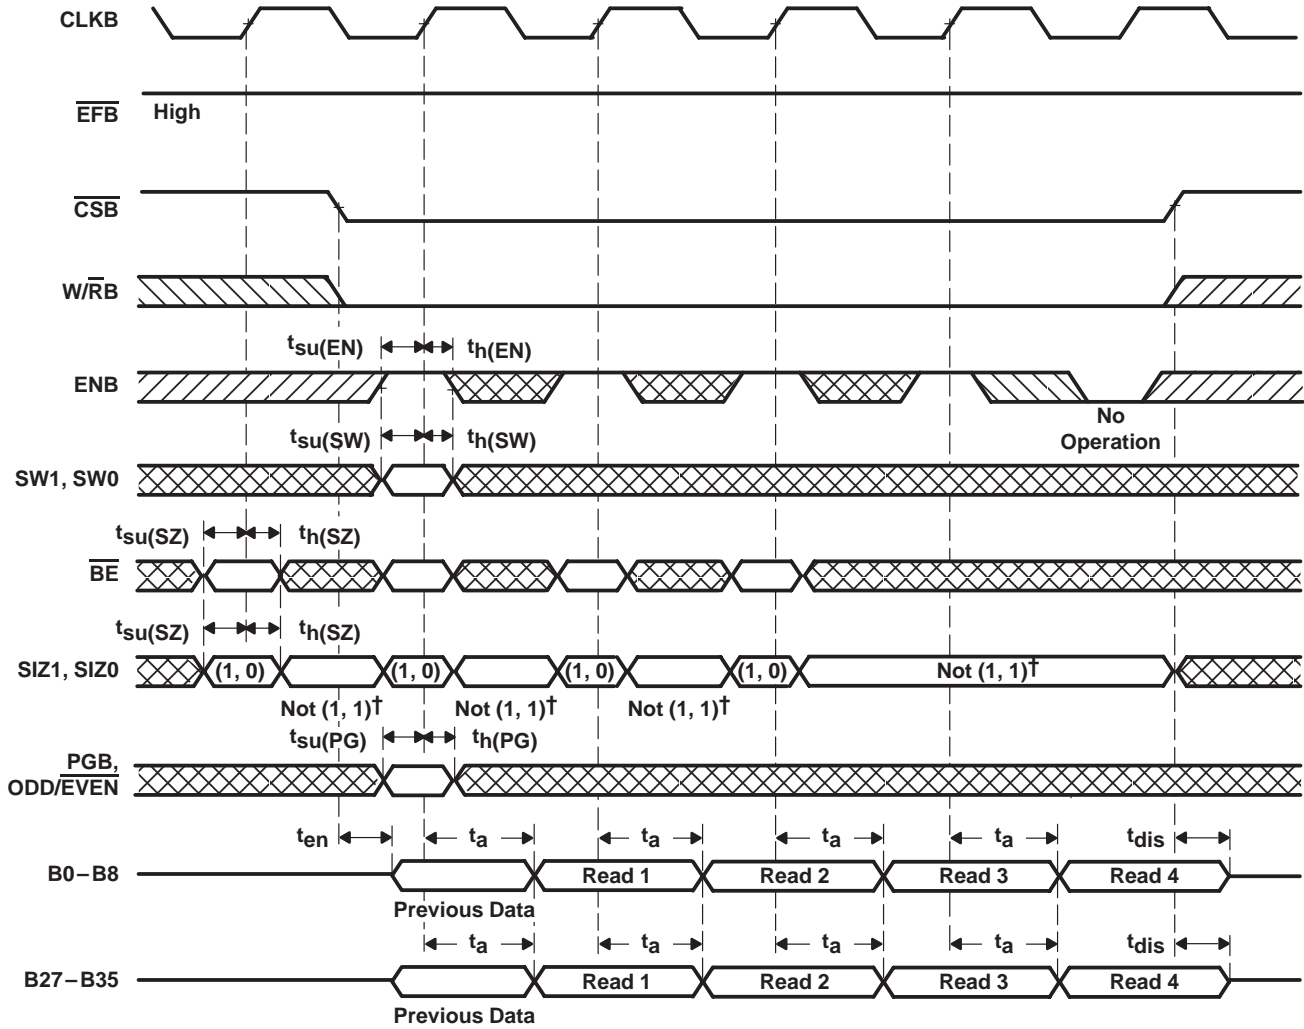 CLKB
EFB High
CSB
W/RB
tsu(EN) th(EN)
ENB
No
Operation
tsu(SW) th(SW)
SW1, SW0
tsu(SZ) th(SZ)
BE
tsu(SZ) th(SZ)
SIZ1, SIZ0 (1, 0) (1, 0) (1, 0) (1, 0) Not (1, 1)†
Not (1, 1)† Not (1, 1)† Not (1, 1)†
tsu(PG) th(PG)
PGB,
ODD/EVEN
ten ta ta ta ta tdis
B0–B8 Read 1 Read 2 Read 3 Read 4
Previous Data
ta ta ta ta tdis
B27–B35 Read 1 Read 2 Read 3 Read 4
Previous Data